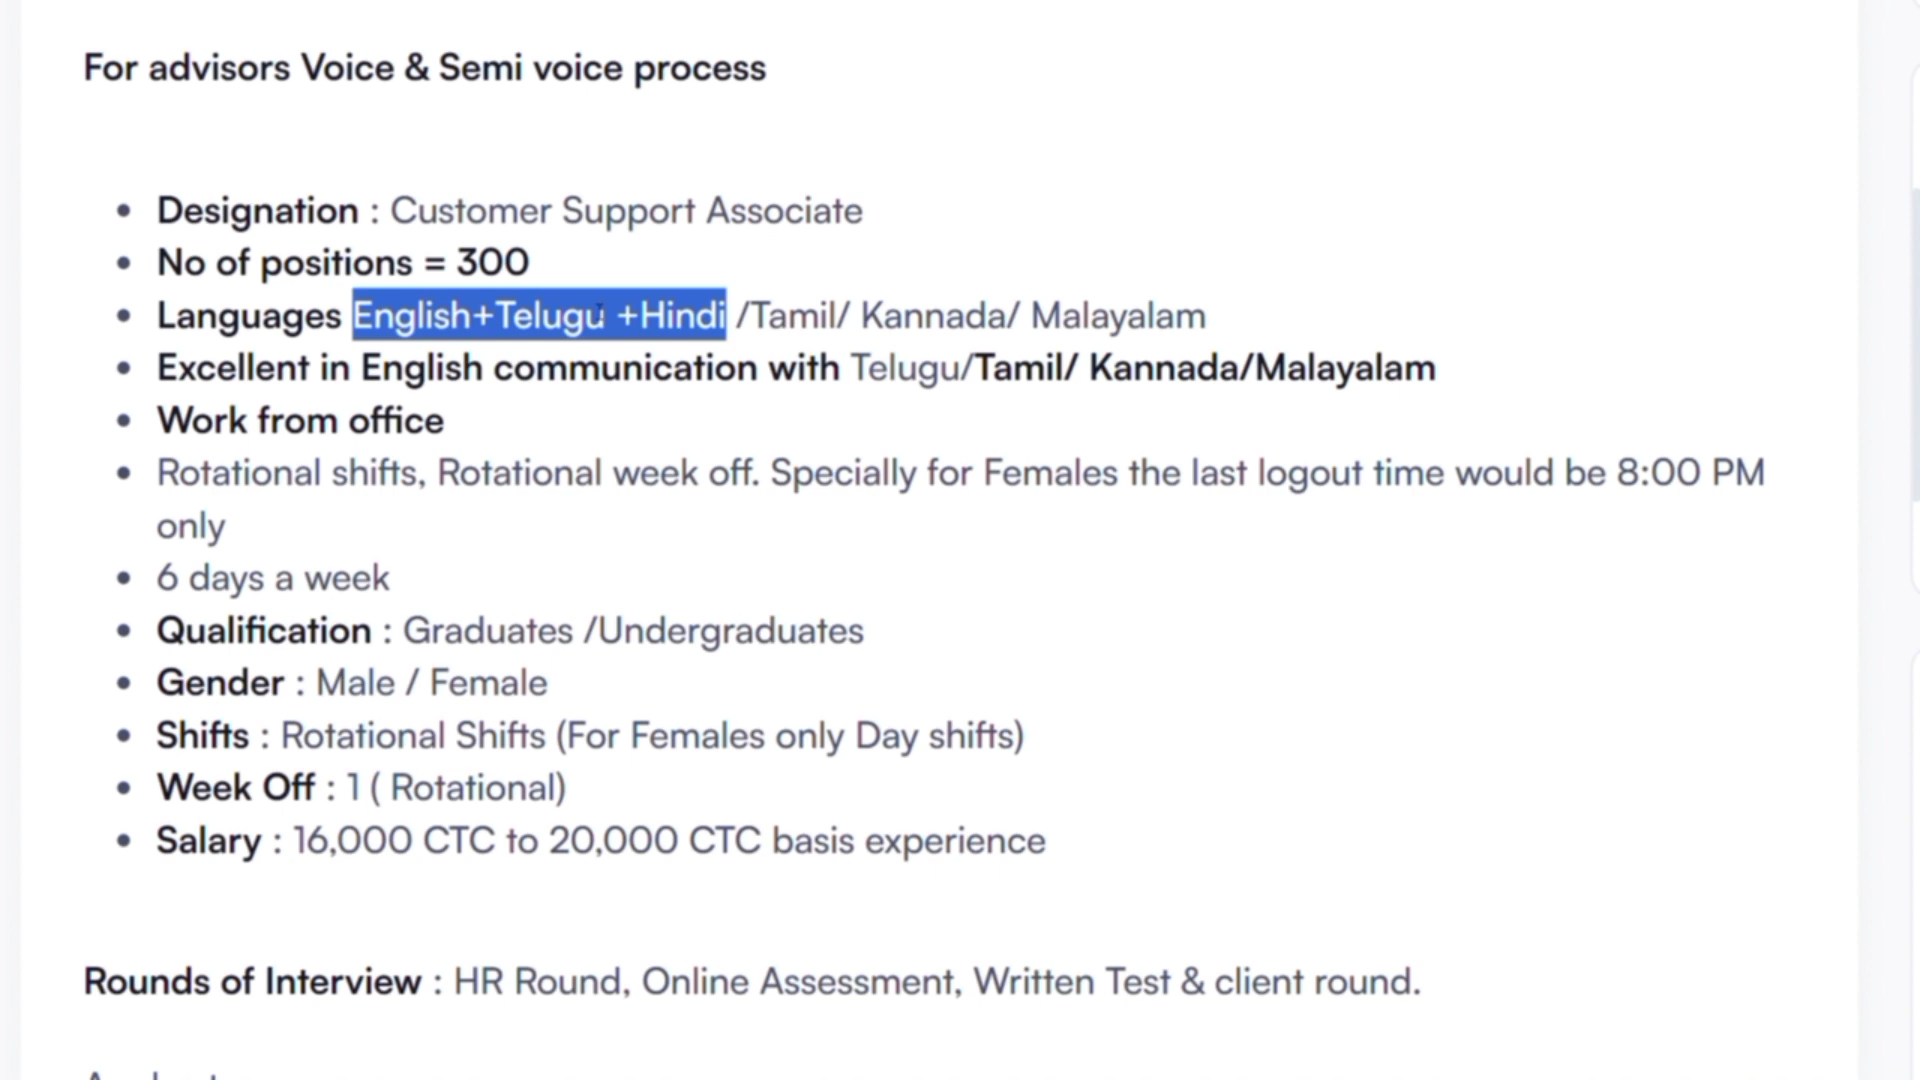 For advisors Voice & Semi voice process
• Designation : Customer Support Associate
• No of positions = 300
• Languages English+Telugu +Hindi /Tamil/ Kannada/ Malayalam
• Excellent in English communication with Telugu/Tamil/ Kannada/Malayalam
• Work from office
• Rotational shifts, Rotational week off. Specially for Females the last logout time would be 8:00 PM
only
• 6 days a week
• Qualification : Graduates /Undergraduates
• Gender : Male / Female
• Shifts : Rotational Shifts (For Females only Day shifts)
• Week Off : 1 ( Rotational)
• Salary : 16,000 CTC to 20,000 CTC basis experience
Rounds of Interview : HR Round, Online Assessment, Written Test & client round.